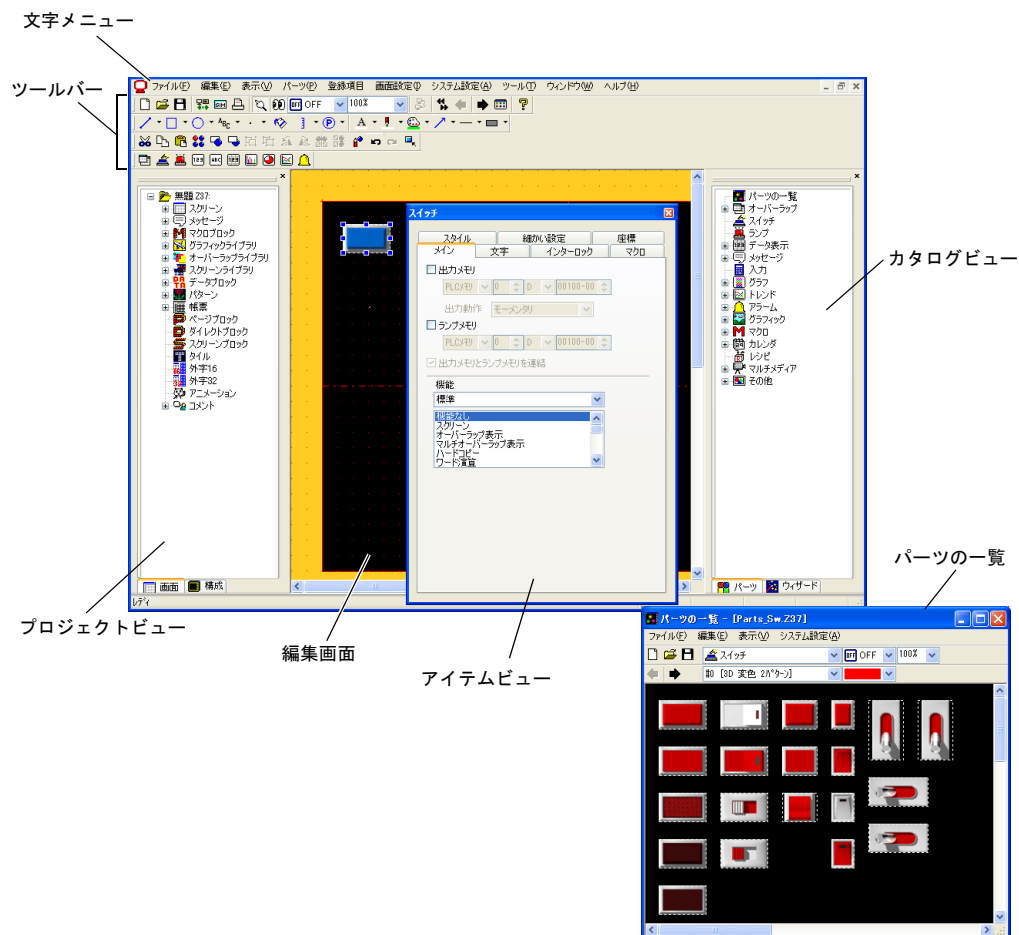 文字メニュー
ツールバー
ファイル(F) 編集(E) 表示(V) パーツ(P) 登録項目 画面設定(I) システム設定(A) ツール(T) ウィンドウ(W) ヘルプ(H)
OFF 100%
ABC
P
A
123 ABC
無題.Z37:
スクリーン
メッセージ
マクロブロック
グラフィックライブラリ
オーバーラップライブラリ
スクリーンライブラリ
データブロック
パターン
帳票
ページブロック
ダイレクトブロック
スクリーンブロック
タイル
外字16
外字32
アニメーション
コメント
画面 構成
レディ
スイッチ
スタイル 細かい設定 座標
メイン 文字 インターロック マクロ
出力メモリ
PLCメモリ 0 D 00100-00
出力動作 モーメンタリ
ランプメモリ
PLCメモリ 0 D 00100-00
出力メモリとランプメモリを連結
機能
標準
機能なし
スクリーン
オーバーラップ表示
マルチオーバーラップ表示
ハードコピー
ワード演算
パーツの一覧
オーバーラップ
スイッチ
ランプ
データ表示
メッセージ
入力
グラフ
トレンド
アラーム
グラフィック
マクロ
カレンダ
レシピ
マルチメディア
その他
パーツ ウィザード
カタログビュー
パーツの一覧
プロジェクトビュー
編集画面
アイテムビュー
パーツの一覧 - [Parts_Sw.Z37]
ファイル(F) 編集(E) 表示(V) システム設定(A)
スイッチ OFF OFF 100%
#0 [3D 変色 2パターン]